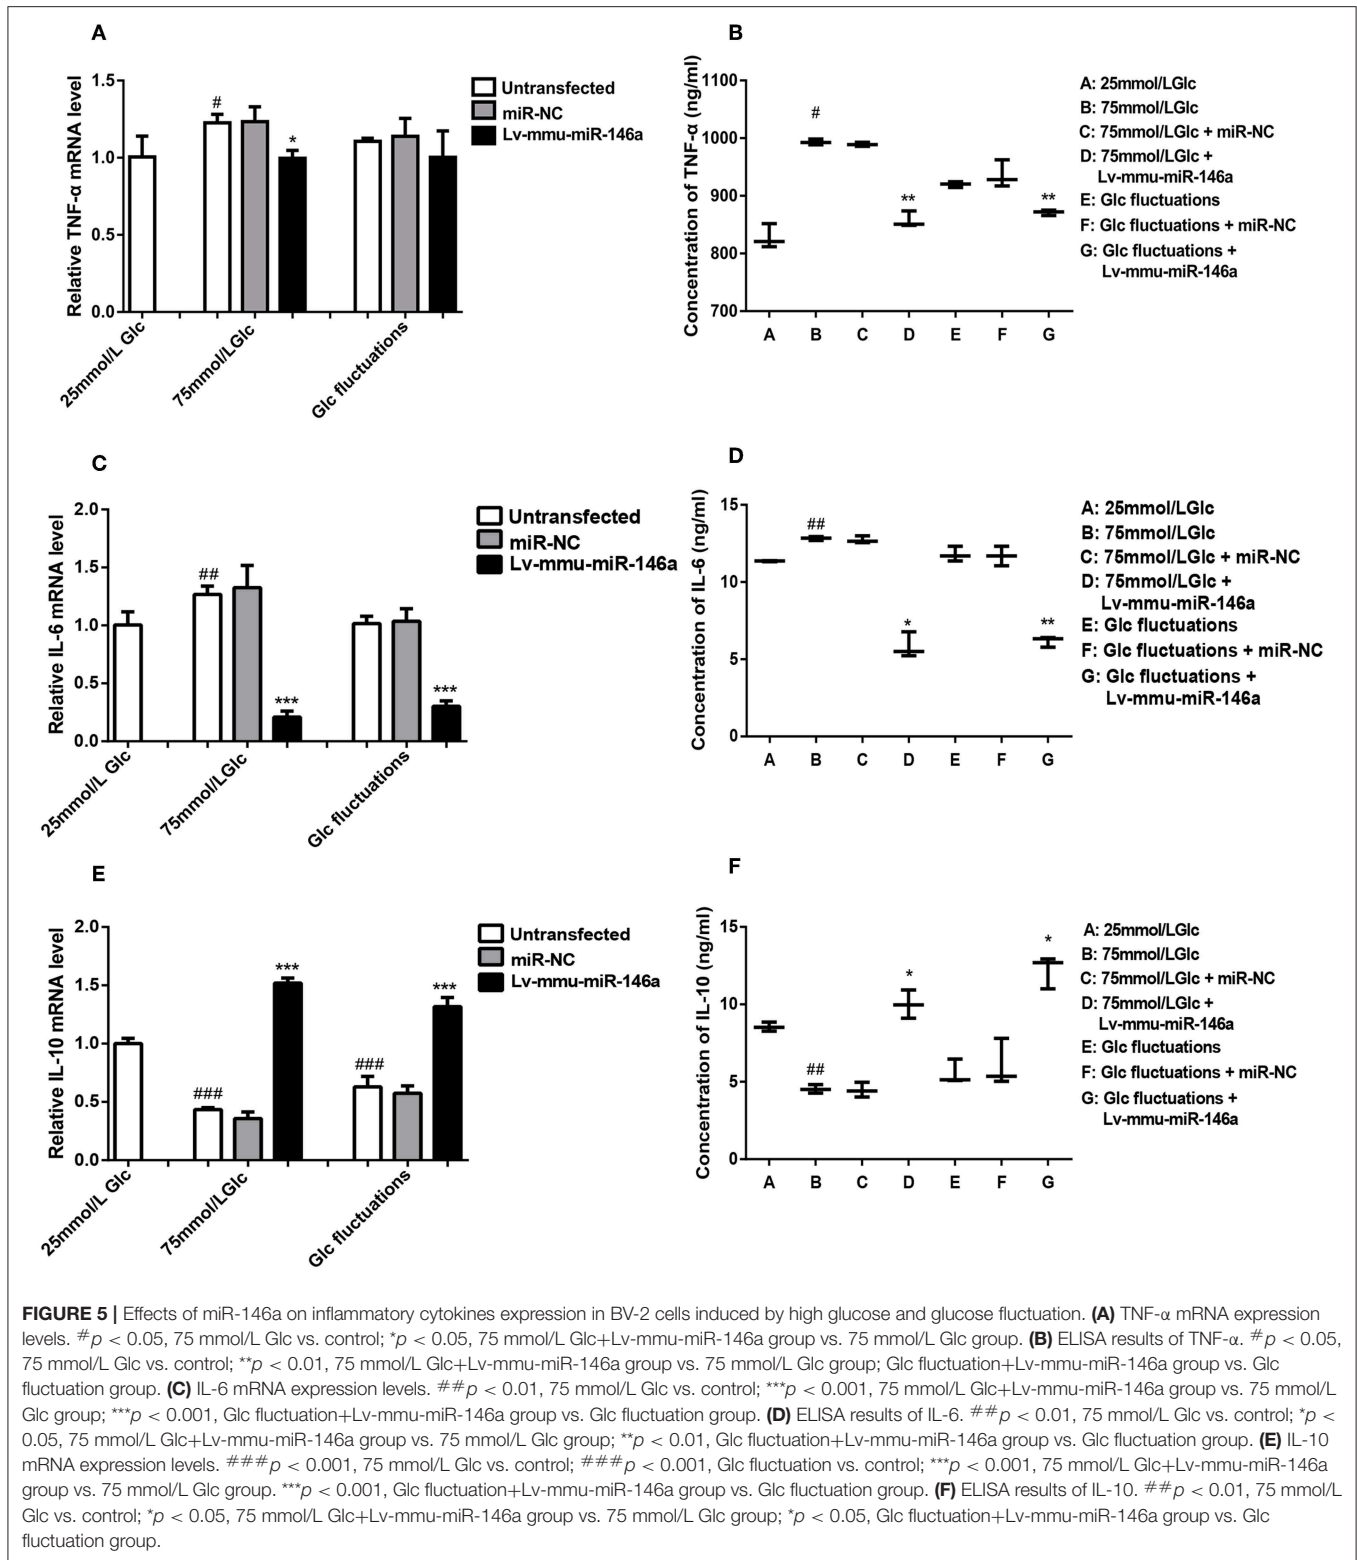 A
Relative TNF-α mRNA level
1.5
1.0
0.5
0.0
#
*
Untransfected
miR-NC
Lv-mmu-miR-146a
25mmol/L Glc
75mmol/LGlc
Glc fluctuations
B
Concentration of TNF-α (ng/ml)
1100
1000
900
800
700
#
**
**
A B C D E F G
A: 25mmol/LGlc
B: 75mmol/LGlc
C: 75mmol/LGlc + miR-NC
D: 75mmol/LGlc +
Lv-mmu-miR-146a
E: Glc fluctuations
F: Glc fluctuations + miR-NC
G: Glc fluctuations +
Lv-mmu-miR-146a
C
Relative IL-6 mRNA level
2.0
1.5
1.0
0.5
0.0
##
***
***
Untransfected
miR-NC
Lv-mmu-miR-146a
25mmol/L Glc
75mmol/LGlc
Glc fluctuations
D
Concentration of IL-6 (ng/ml)
15
10
5
0
##
*
**
A B C D E F G
A: 25mmol/LGlc
B: 75mmol/LGlc
C: 75mmol/LGlc + miR-NC
D: 75mmol/LGlc +
Lv-mmu-miR-146a
E: Glc fluctuations
F: Glc fluctuations + miR-NC
G: Glc fluctuations +
Lv-mmu-miR-146a
E
Relative IL-10 mRNA level
2.0
1.5
1.0
0.5
0.0
###
***
###
***
Untransfected
miR-NC
Lv-mmu-miR-146a
25mmol/L Glc
75mmol/LGlc
Glc fluctuations
F
Concentration of IL-10 (ng/ml)
15
10
5
0
##
*
*
A B C D E F G
A: 25mmol/LGlc
B: 75mmol/LGlc
C: 75mmol/LGlc + miR-NC
D: 75mmol/LGlc +
Lv-mmu-miR-146a
E: Glc fluctuations
F: Glc fluctuations + miR-NC
G: Glc fluctuations +
Lv-mmu-miR-146a
FIGURE 5 | Effects of miR-146a on inflammatory cytokines expression in BV-2 cells induced by high glucose and glucose fluctuation. (A) TNF-α mRNA expression
levels. #p < 0.05, 75 mmol/L Glc vs. control; *p < 0.05, 75 mmol/L Glc+Lv-mmu-miR-146a group vs. 75 mmol/L Glc group. (B) ELISA results of TNF-α. #p < 0.05,
75 mmol/L Glc vs. control; **p < 0.01, 75 mmol/L Glc+Lv-mmu-miR-146a group vs. 75 mmol/L Glc group; Glc fluctuation+Lv-mmu-miR-146a group vs. Glc
fluctuation group. (C) IL-6 mRNA expression levels. ##p < 0.01, 75 mmol/L Glc vs. control; ***p < 0.001, 75 mmol/L Glc+Lv-mmu-miR-146a group vs. 75 mmol/L
Glc group; ***p < 0.001, Glc fluctuation+Lv-mmu-miR-146a group vs. Glc fluctuation group. (D) ELISA results of IL-6. ##p < 0.01, 75 mmol/L Glc vs. control; *p <
0.05, 75 mmol/L Glc+Lv-mmu-miR-146a group vs. 75 mmol/L Glc group; **p < 0.01, Glc fluctuation+Lv-mmu-miR-146a group vs. Glc fluctuation group. (E) IL-10
mRNA expression levels. ###p < 0.001, 75 mmol/L Glc vs. control; ###p < 0.001, Glc fluctuation vs. control; ***p < 0.001, 75 mmol/L Glc+Lv-mmu-miR-146a
group vs. 75 mmol/L Glc group. ***p < 0.001, Glc fluctuation+Lv-mmu-miR-146a group vs. Glc fluctuation group. (F) ELISA results of IL-10. ##p < 0.01, 75 mmol/L
Glc vs. control; *p < 0.05, 75 mmol/L Glc+Lv-mmu-miR-146a group vs. 75 mmol/L Glc group; *p < 0.05, Glc fluctuation+Lv-mmu-miR-146a group vs. Glc
fluctuation group.